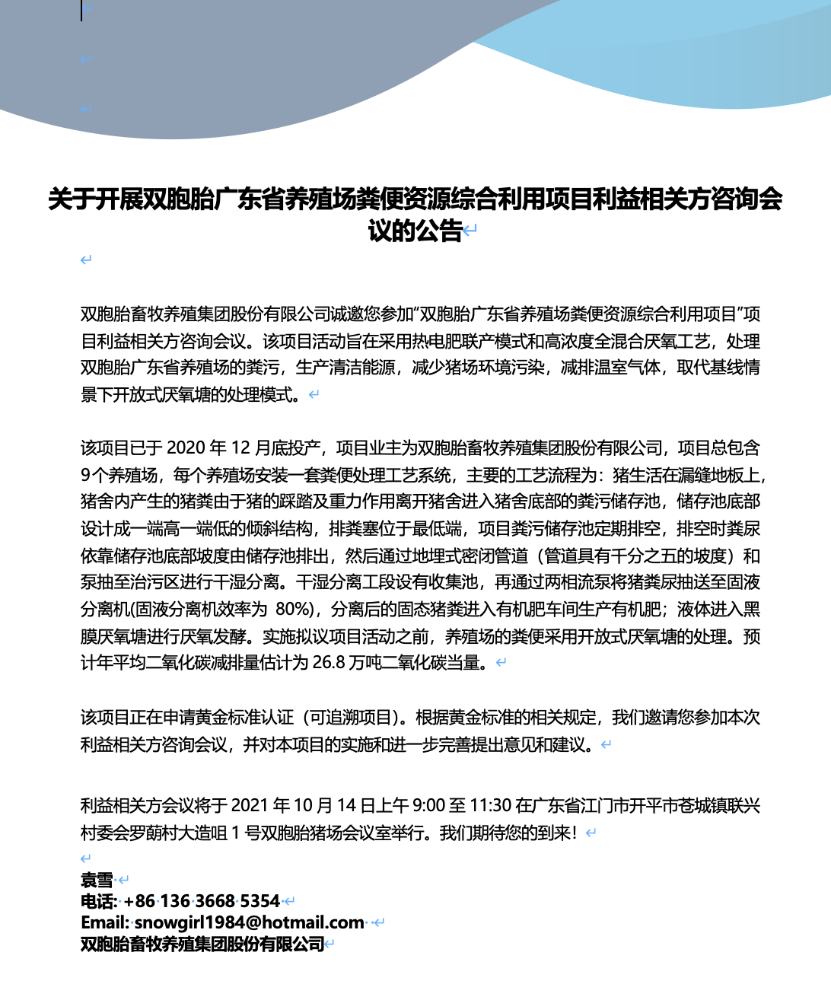 关于开展双胞胎广东省养殖场粪便资源综合利用项目利益相关方咨询会
议的公告
双胞胎畜牧养殖集团股份有限公司诚邀您参加“双胞胎广东省养殖场粪便资源综合利用项目”项
目利益相关方咨询会议。该项目活动旨在采用热电肥联产模式和高浓度全混合厌氧工艺，处理
双胞胎广东省养殖场的粪污，生产清洁能源，减少猪场环境污染，减排温室气体，取代基线情
景下开放式厌氧塘的处理模式。
该项目已于 2020 年 12 月底投产，项目业主为双胞胎畜牧养殖集团股份有限公司，项目总包含
9个养殖场，每个养殖场安装一套粪便处理工艺系统，主要的工艺流程为：猪生活在漏缝地板上，
猪舍内产生的猪粪由于猪的踩踏及重力作用离开猪舍进入猪舍底部的粪污储存池，储存池底部
设计成一端高一端低的倾斜结构，排粪塞位于最低端，项目粪污储存池定期排空，排空时粪尿
依靠储存池底部坡度由储存池排出，然后通过地埋式密闭管道（管道具有千分之五的坡度）和
泵抽至治污区进行干湿分离。干湿分离工段设有收集池，再通过两相流泵将猪粪尿抽送至固液
分离机(固液分离机效率为 80%)，分离后的固态猪粪进入有机肥车间生产有机肥；液体进入黑
膜厌氧塘进行厌氧发酵。实施拟议项目活动之前，养殖场的粪便采用开放式厌氧塘的处理。预
计年平均二氧化碳减排量估计为 26.8 万吨二氧化碳当量。
该项目正在申请黄金标准认证（可追溯项目）。根据黄金标准的相关规定，我们邀请您参加本次
利益相关方咨询会议，并对本项目的实施和进一步完善提出意见和建议。
利益相关方会议将于 2021 年 10 月 14 日上午 9:00 至 11:30 在广东省江门市开平市苍城镇联兴
村委会罗荫村大造咀 1 号双胞胎猪场会议室举行。我们期待您的到来！
袁雪
电话: +86 136 3668 5354
Email: snowgirl1984@hotmail.com
双胞胎畜牧养殖集团股份有限公司